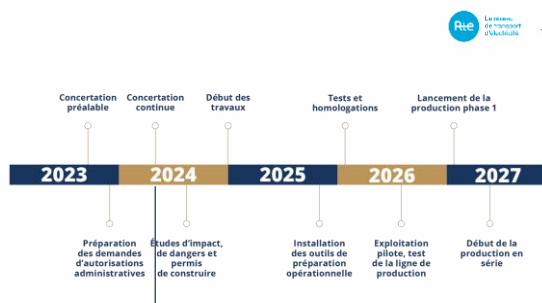 Rte
Le réseau
de transport
d'électricité
Concertation
préalable
Concertation
continue
Début des
travaux
Tests et
homologations
Lancement de la
production phase 1
2023
2024
2025
2026
2027
Préparation
des demandes
d'autorisations
administratives
Études d'impact,
de dangers et
permis
de construire
Installation
des outils de
préparation
opérationnelle
Exploitation
pilote, test
de la ligne de
production
Début de la
production en
série